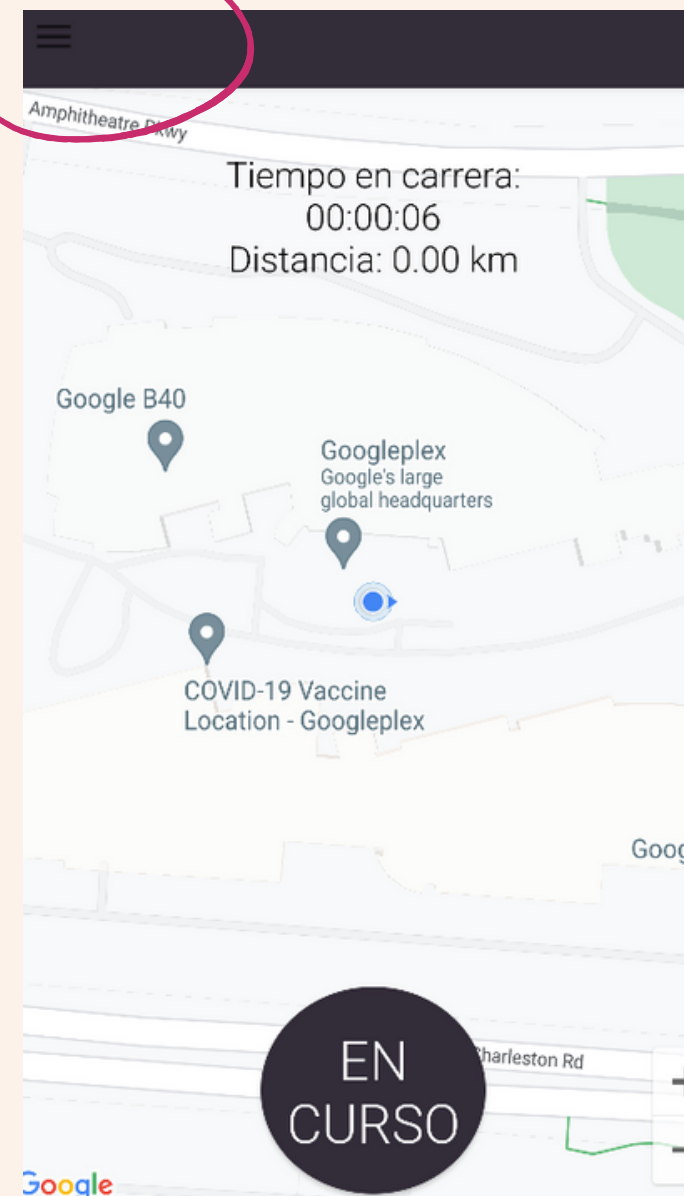 Amphitheatre Pkwy
Tiempo en carrera:
00:00:06
Distancia: 0.00 km
Google B40
Googleplex
Google's large
global headquarters
COVID-19 Vaccine
Location - Googleplex
EN
CURSO
Charleston Rd
Google